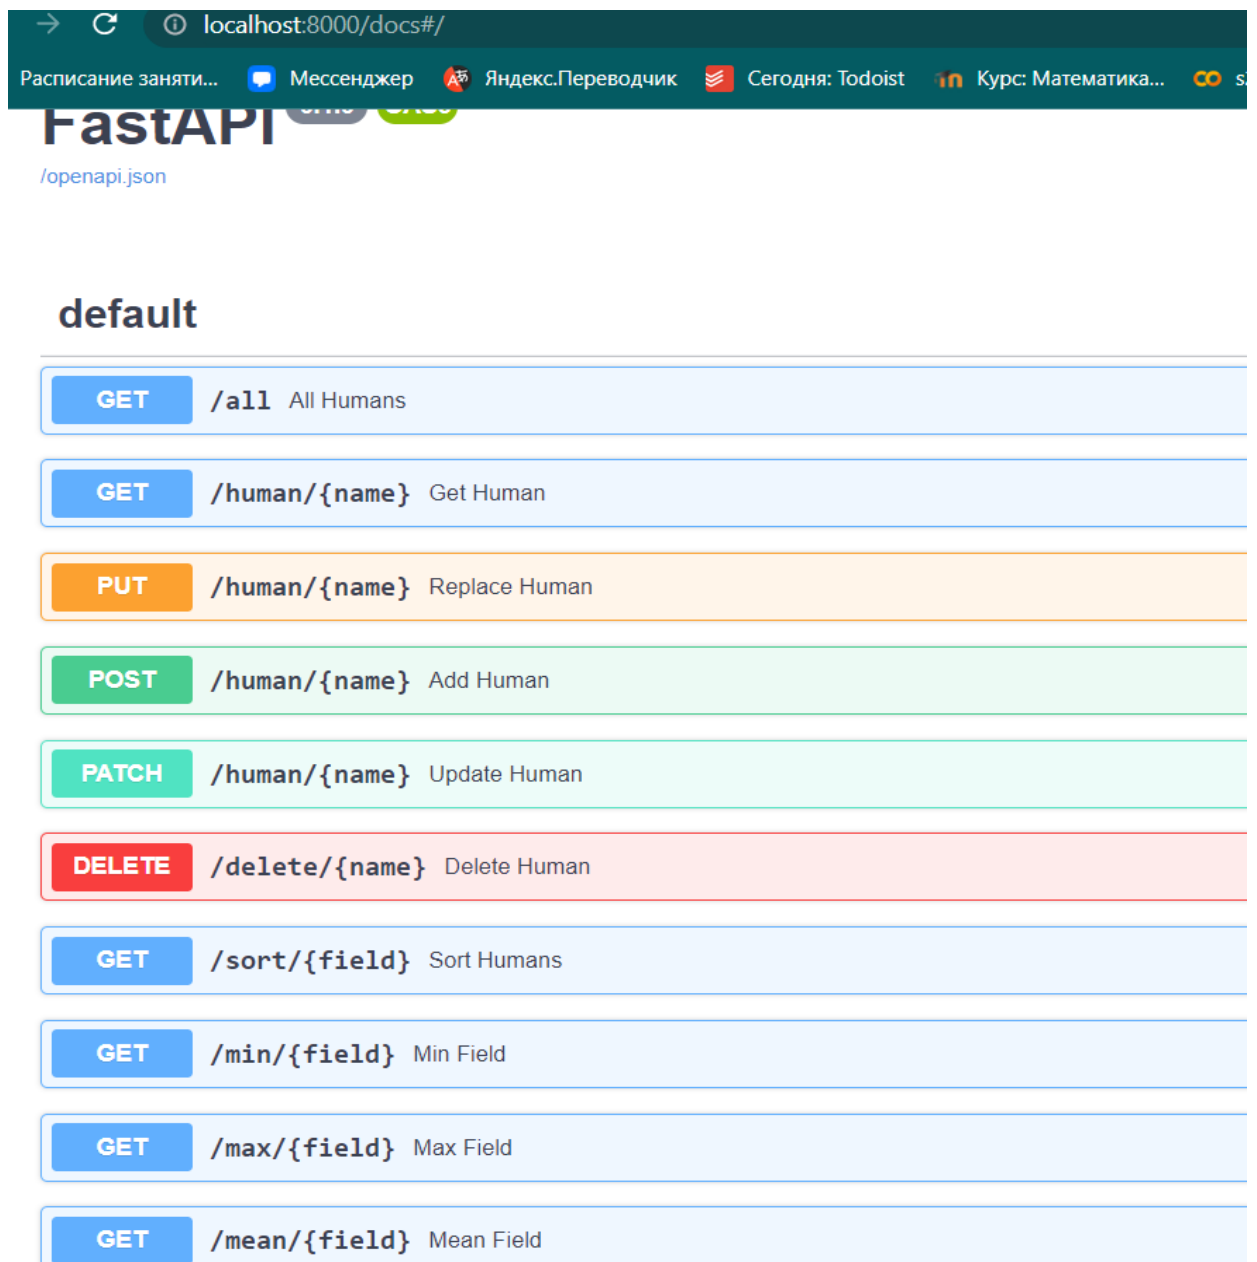 localhost:8000/docs#/
Расписание заняти... Мессенджер Яндекс.Переводчик Сегодня: Todoist Курс: Математика...
FastAPI
/openapi.json
default
GET /all All Humans
GET /human/{name} Get Human
PUT /human/{name} Replace Human
POST /human/{name} Add Human
PATCH /human/{name} Update Human
DELETE /delete/{name} Delete Human
GET /sort/{field} Sort Humans
GET /min/{field} Min Field
GET /max/{field} Max Field
GET /mean/{field} Mean Field